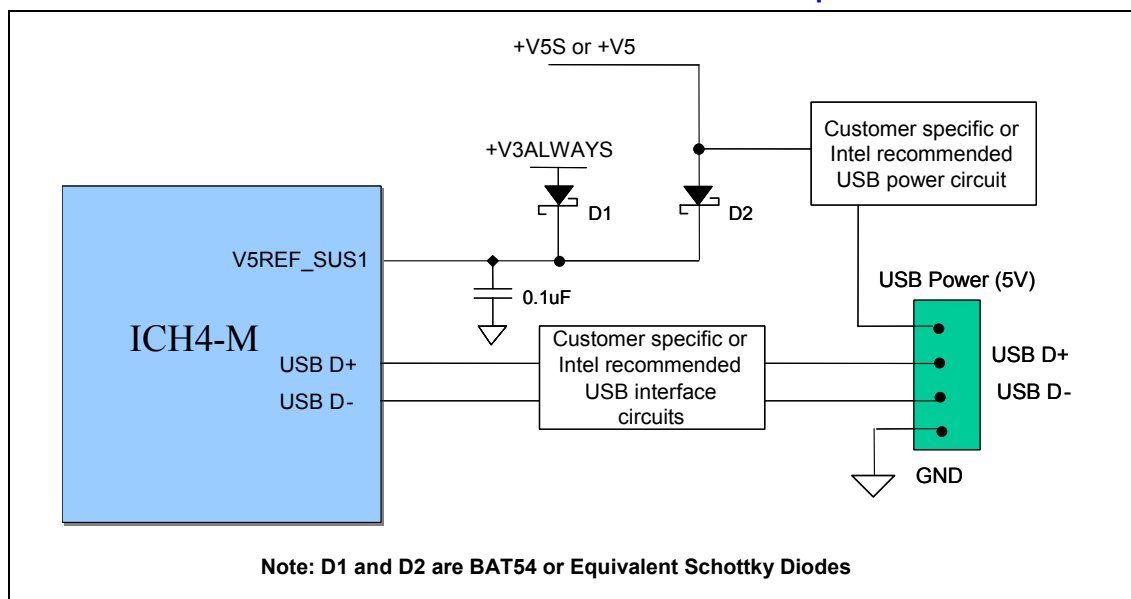 +V5S or +V5
Customer specific or
Intel recommended
USB power circuit
+V3ALWAYS
D1
D2
V5REF_SUS1
0.1uF
USB Power (5V)
ICH4-M
Customer specific or
Intel recommended
USB interface
circuits
USB D+
USB D-
USB D+
USB D-
GND
Note: D1 and D2 are BAT54 or Equivalent Schottky Diodes